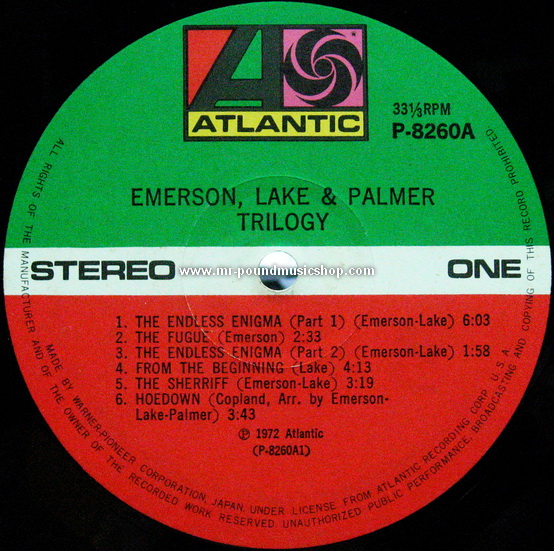 ATLANTIC
33⅓RPM
P-8260A
EMERSON, LAKE & PALMER
TRILOGY
STEREO
www.mr-poundmusicshop.com
ONE
1. THE ENDLESS ENIGMA (Part 1) (Emerson-Lake) 6:03
2. THE FUGUE (Emerson) 2:33
3. THE ENDLESS ENIGMA (Part 2) (Emerson-Lake) 1:58
4. FROM THE BEGINNING (Lake) 4:13
5. THE SHERRIFF (Emerson-Lake) 3:19
6. HOEDOWN (Copland, Arr. by Emerson-
Lake-Palmer) 3:43
Ⓟ 1972 Atlantic
(P-8260A1)
MADE BY WARNER-PIONEER CORPORATION, JAPAN, UNDER LICENSE FROM ATLANTIC RECORDING CORP. U.S.A.
ALL RIGHTS OF THE MANUFACTURER AND OF THE OWNER OF THE RECORDED WORK RESERVED. UNAUTHORIZED PUBLIC PERFORMANCE, BROADCASTING AND COPYING OF THIS RECORD PROHIBITED